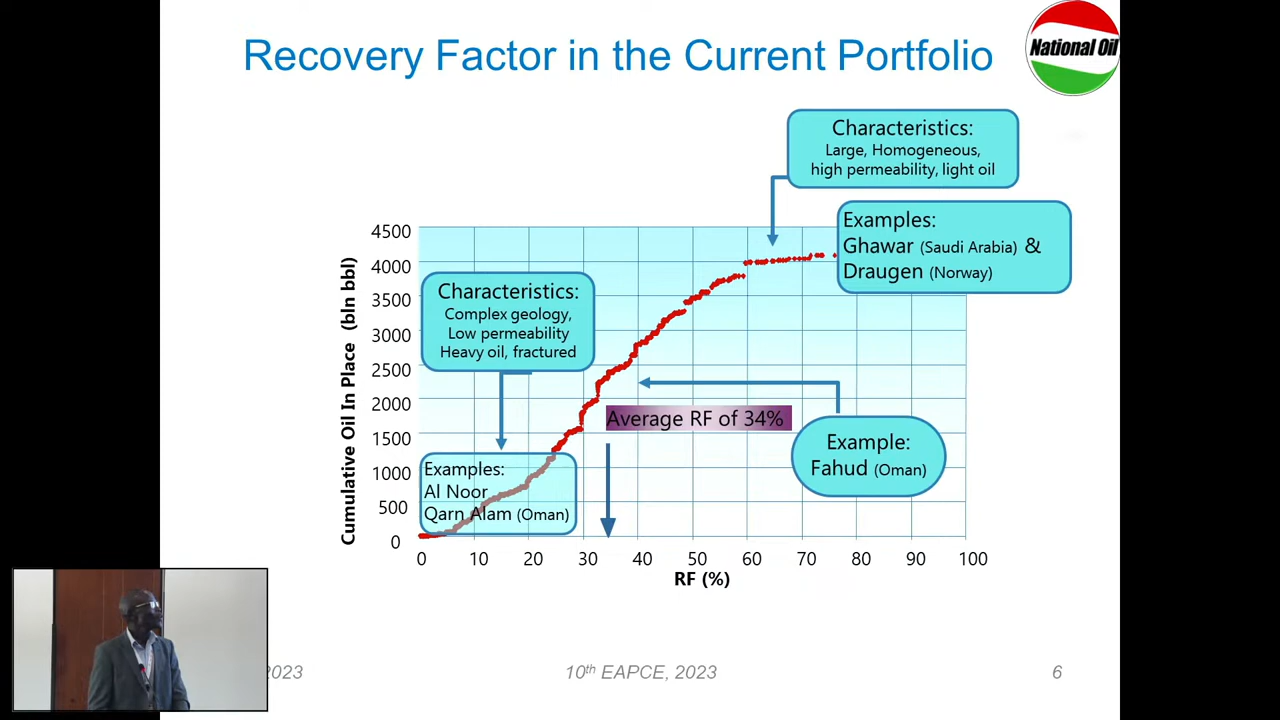 Recovery Factor in the Current Portfolio
National Oil
Characteristics:
Large, Homogeneous,
high permeability, light oil
Examples:
Ghawar (Saudi Arabia) &
Draugen (Norway)
Characteristics:
Complex geology,
Low permeability
Heavy oil, fractured
Cumulative Oil In Place (bln bbl)
4500
4000
3500
3000
2500
2000
1500
1000
500
0
Average RF of 34%
Example:
Fahud (Oman)
Examples:
Al Noor
Qarn Alam (Oman)
0 10 20 30 40 50 60 70 80 90 100
RF (%)
2023
10th EAPCE, 2023
6